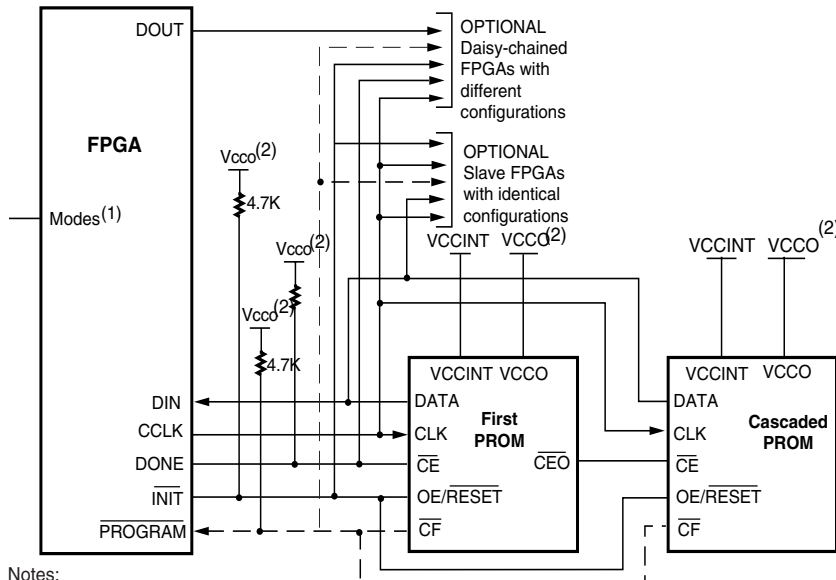 DOUT
OPTIONAL
Daisy-chained
FPGAs with
different
configurations
FPGA
Vcco(2)
OPTIONAL
Slave FPGAs
with identical
configurations
4.7K
Modes(1)
Vcco(2)
VCCINT VCCO(2)
VCCINT VCCO(2)
Vcco(2)
4.7K
VCCINT VCCO
VCCINT VCCO
DIN
DATA
First
PROM
DATA
Cascaded
PROM
CCLK
CLK
CLK
DONE
CE
CEO
CE
INIT
OE/RESET
OE/RESET
PROGRAM
CF
CF
Notes: